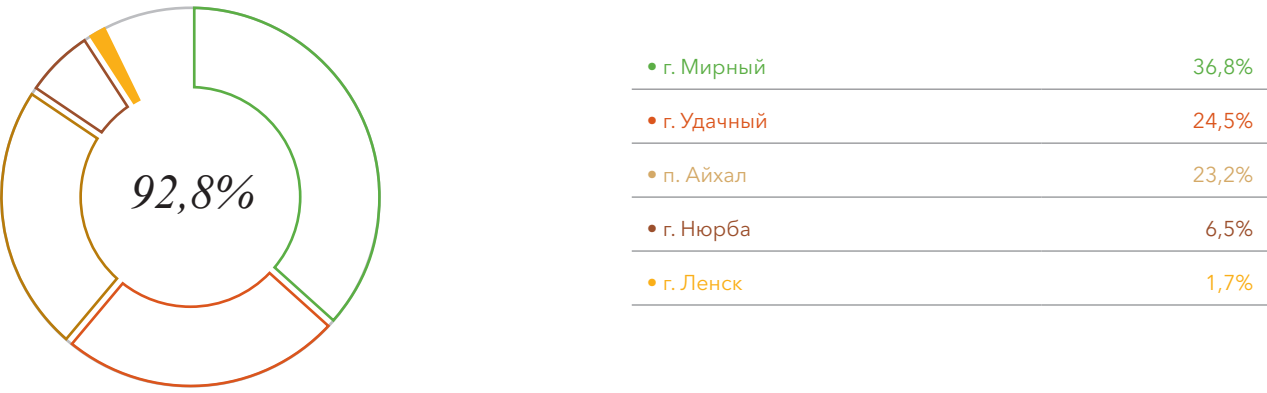 92,8%
• г. Мирный 36,8%
• г. Удачный 24,5%
• п. Айхал 23,2%
• г. Нюрба 6,5%
• г. Ленск 1,7%